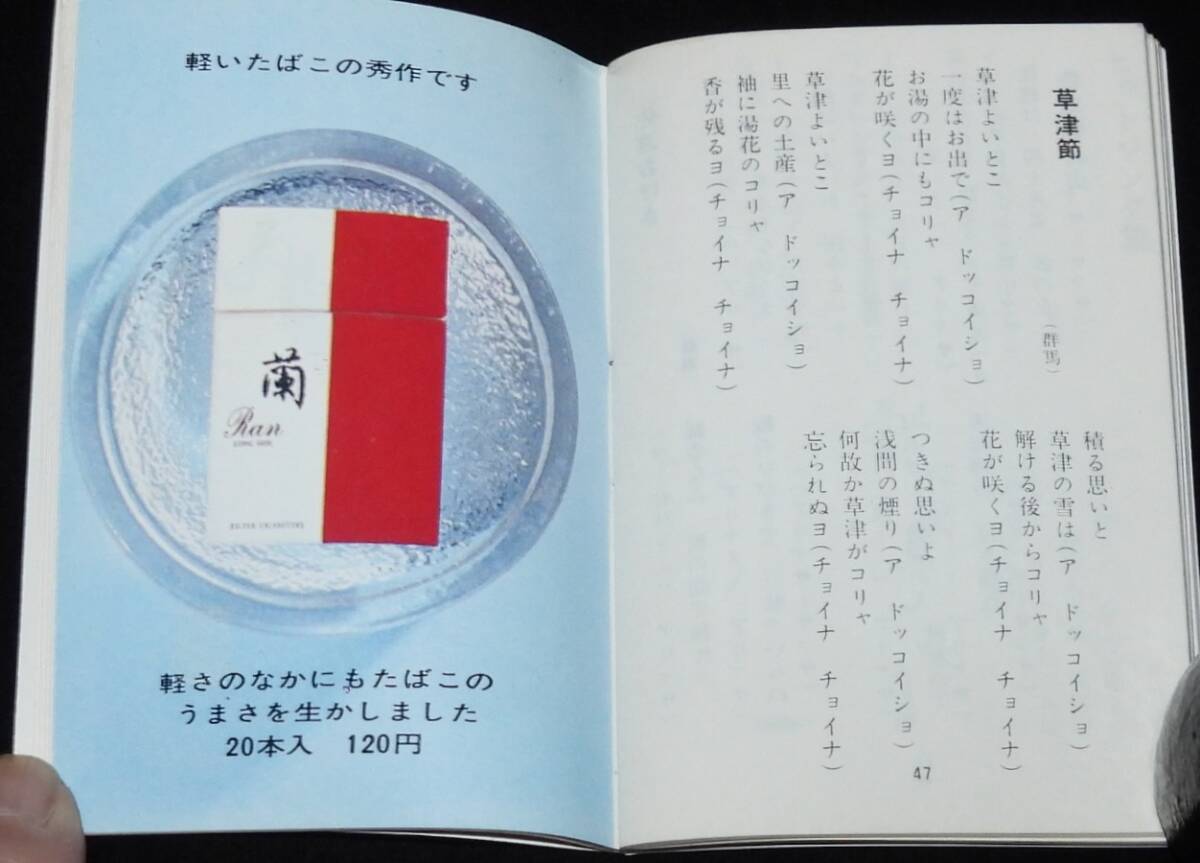 軽いたばこの秀作です
蘭
Ran
軽さのなかにもたばこの
うまさを生かしました
20本入　120円
草津節
(群馬)
草津よいとこ
一度はお出で(ア　ドッコイショ)
お湯の中にもコリャ
花が咲くヨ(チョイナ　チョイナ)
草津よいとこ
里への土産(ア　ドッコイショ)
袖に湯花のコリャ
香が残るヨ(チョイナ　チョイナ)
積る思いと
草津の雪は(ア　ドッコイショ)
解ける後からコリャ
花が咲くヨ(チョイナ　チョイナ)
つきぬ思いよ
浅間の煙り(ア　ドッコイショ)
何故か草津がコリャ
忘られぬヨ(チョイナ　チョイナ)
47